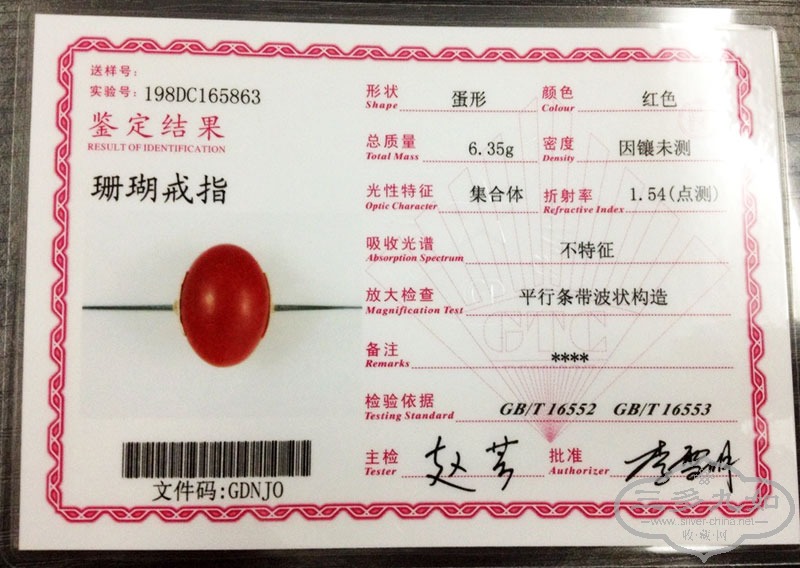 送样号:
实验号:198DC165863
鉴定结果
RESULT OF IDENTIFICATION
珊瑚戒指
文件码:GDNJO
形状 蛋形 颜色 红色
Shape Colour
总质量 6.35g 密度 因镶未测
Total Mass Density
光性特征 集合体 折射率 1.54(点测)
Optic Character Refractive Index
吸收光谱 不特征
Absorption Spectrum
放大检查 平行条带波状构造
Magnification Test
备注 ****
Remarks
检验依据 GB/T 16552 GB/T 16553
Testing Standard
主检 批准
Tester Authorizer
GTC
www.silver-china.net
收藏·网